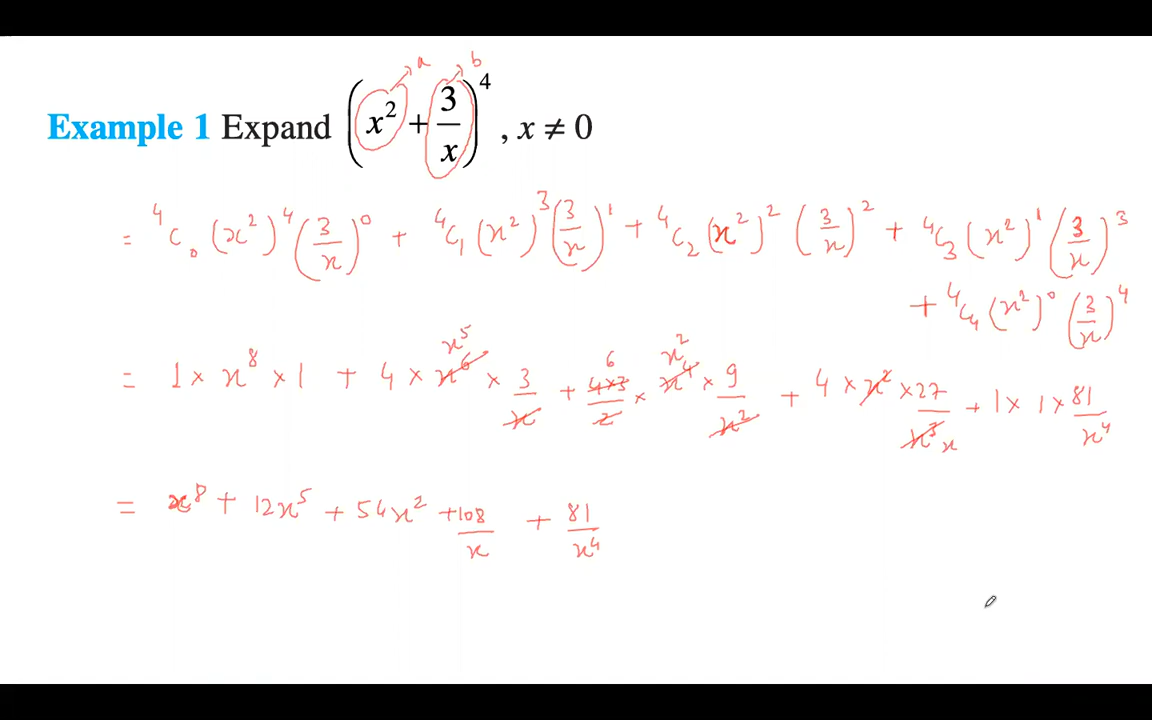 a b
Example 1 Expand (x² + 3/x)⁴, x ≠ 0
= ⁴C₀ (x²)⁴ (3/x)⁰ + ⁴C₁ (x²)³ (3/x)¹ + ⁴C₂ (x²)² (3/x)² + ⁴C₃ (x²)¹ (3/x)³
+ ⁴C₄ (x²)⁰ (3/x)⁴
= 1 × x⁸ × 1 + 4 × x⁶ x⁵ × 3/x + 4×3/2 6 × x⁴ x² × 9/x² + 4 × x² × 27/x³ x + 1 × 1 × 81/x⁴
= x⁸ + 12x⁵ + 54x² + 108/x + 81/x⁴